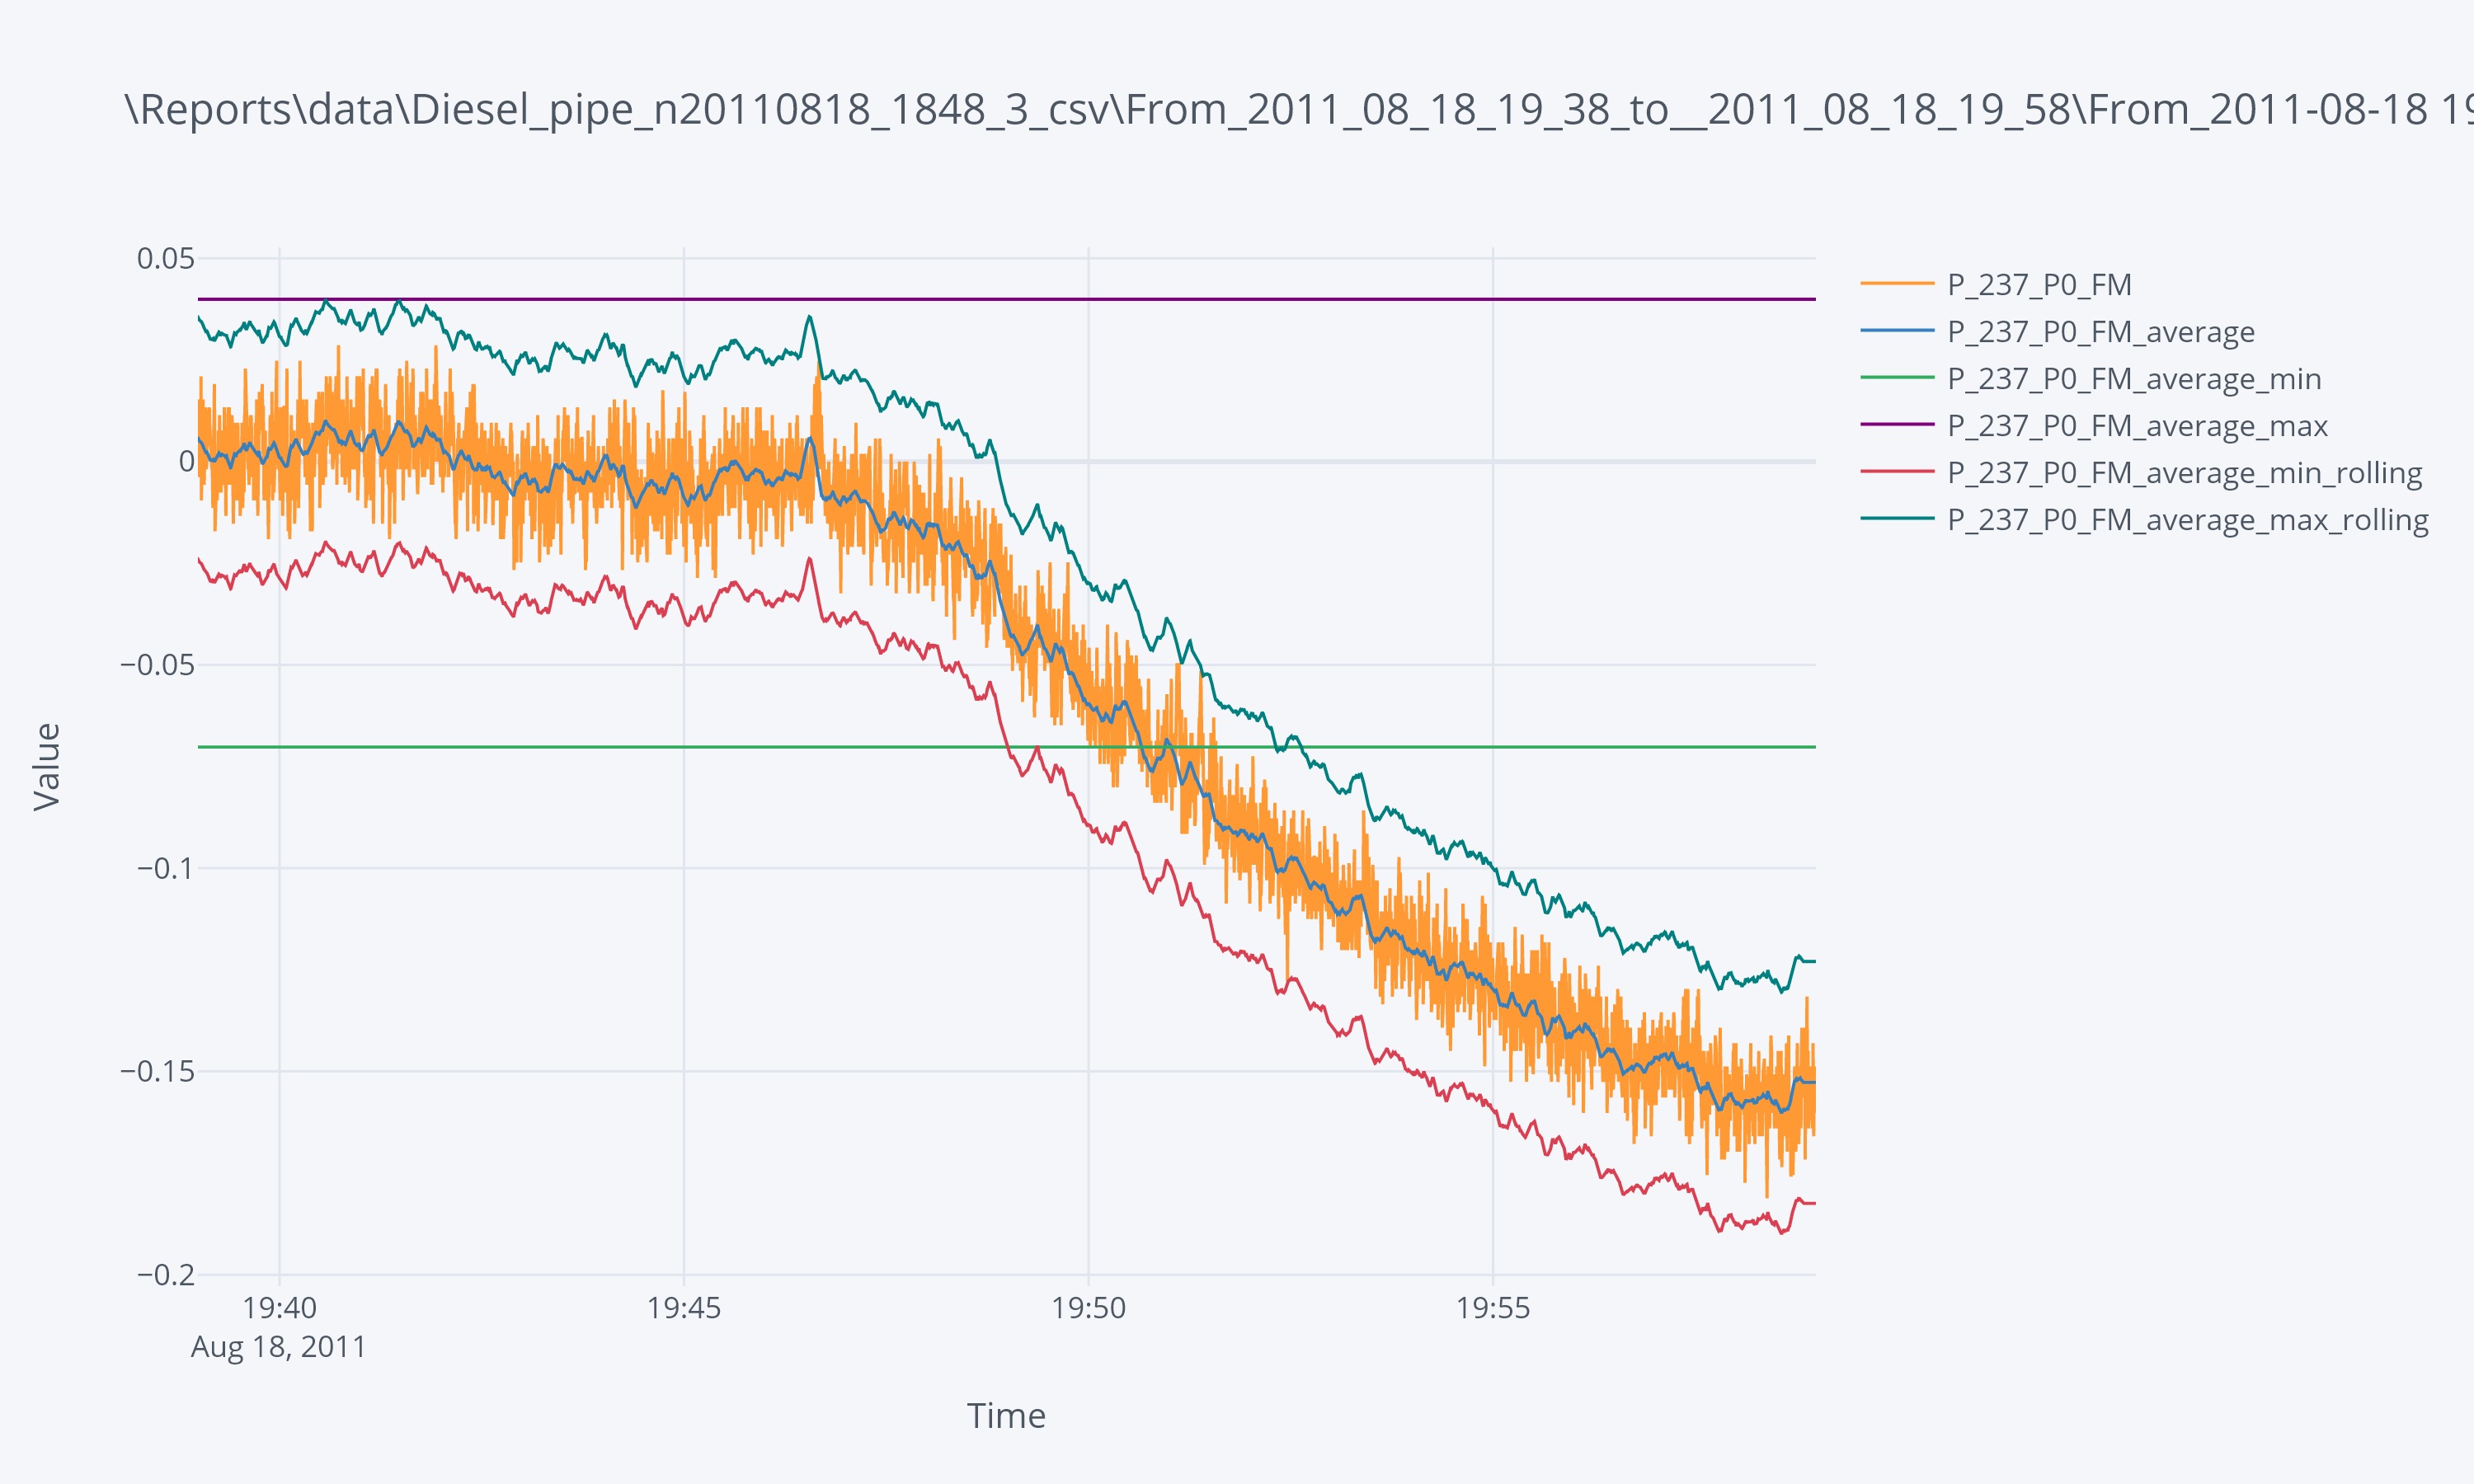 \Reports\data\Diesel_pipe_n20110818_1848_3_csv\From_2011_08_18_19_38_to__2011_08_18_19_58\From_2011-08-18 19
0.05
0
−0.05
−0.1
−0.15
−0.2
Value
19:40
19:45
19:50
19:55
Aug 18, 2011
Time
P_237_P0_FM
P_237_P0_FM_average
P_237_P0_FM_average_min
P_237_P0_FM_average_max
P_237_P0_FM_average_min_rolling
P_237_P0_FM_average_max_rolling